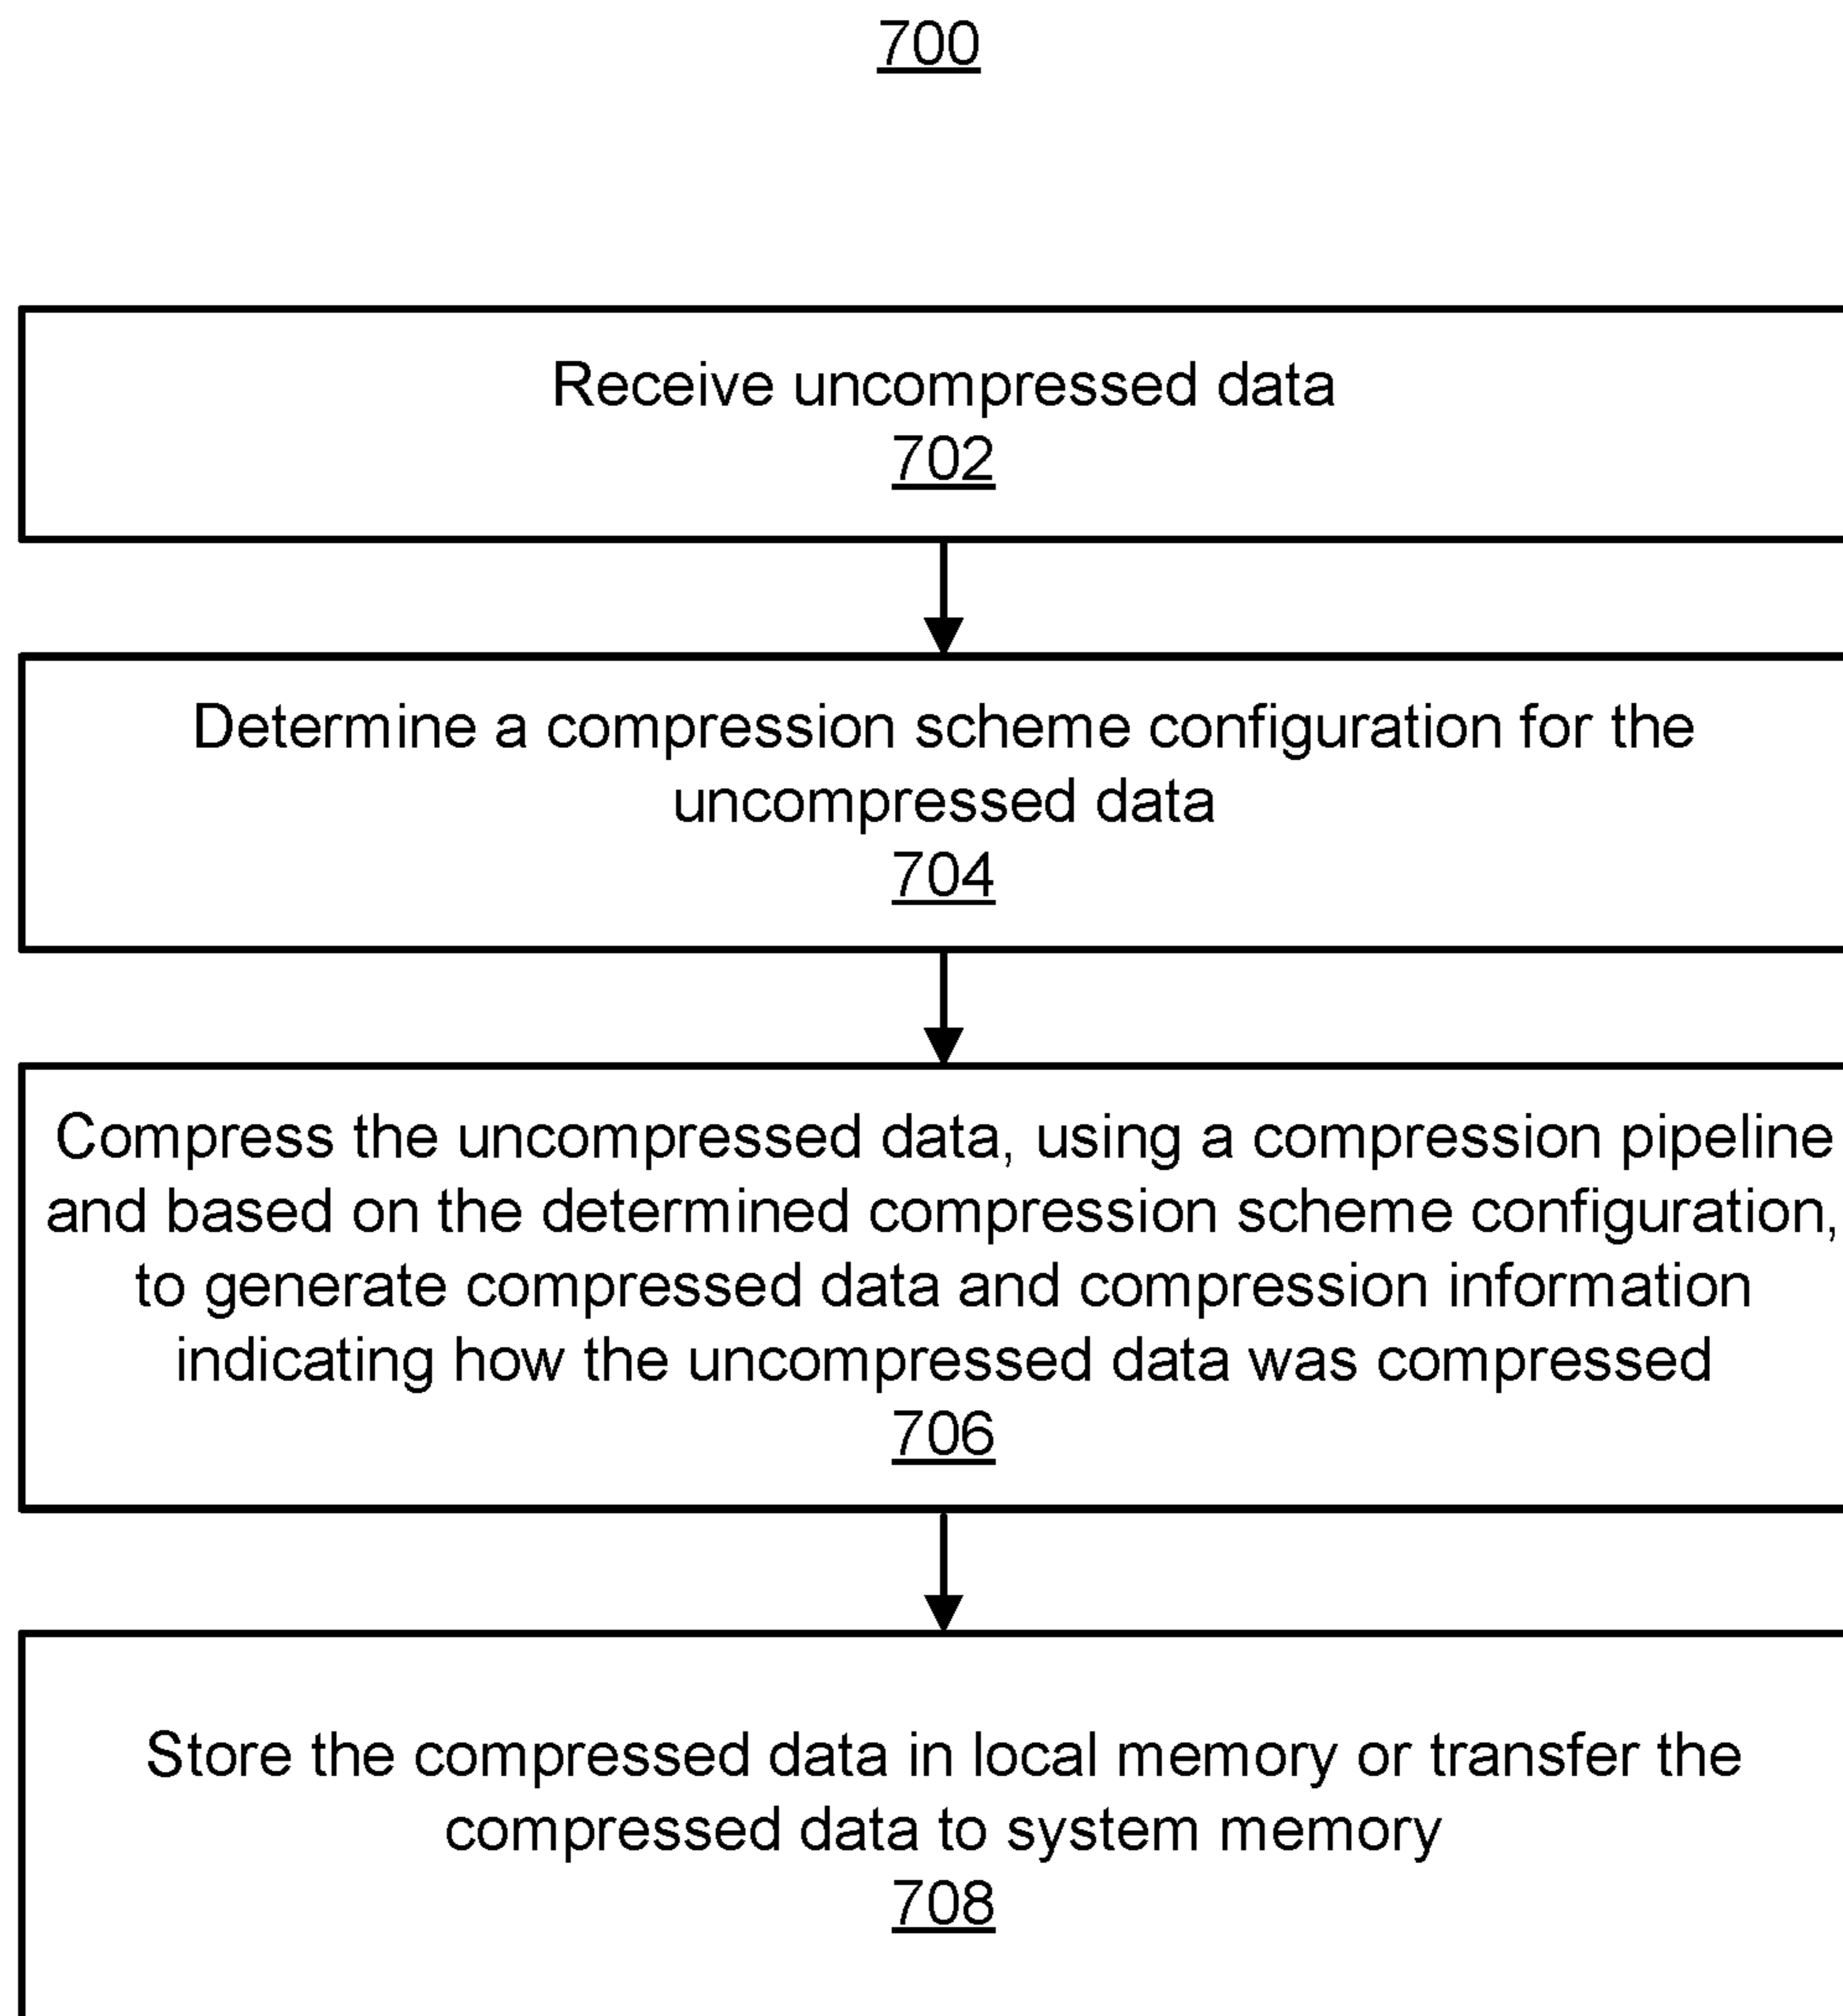 700
Receive uncompressed data
702
Determine a compression scheme configuration for the
uncompressed data
704
Compress the uncompressed data, using a compression pipeline
and based on the determined compression scheme configuration,
to generate compressed data and compression information
indicating how the uncompressed data was compressed
706
Store the compressed data in local memory or transfer the
compressed data to system memory
708